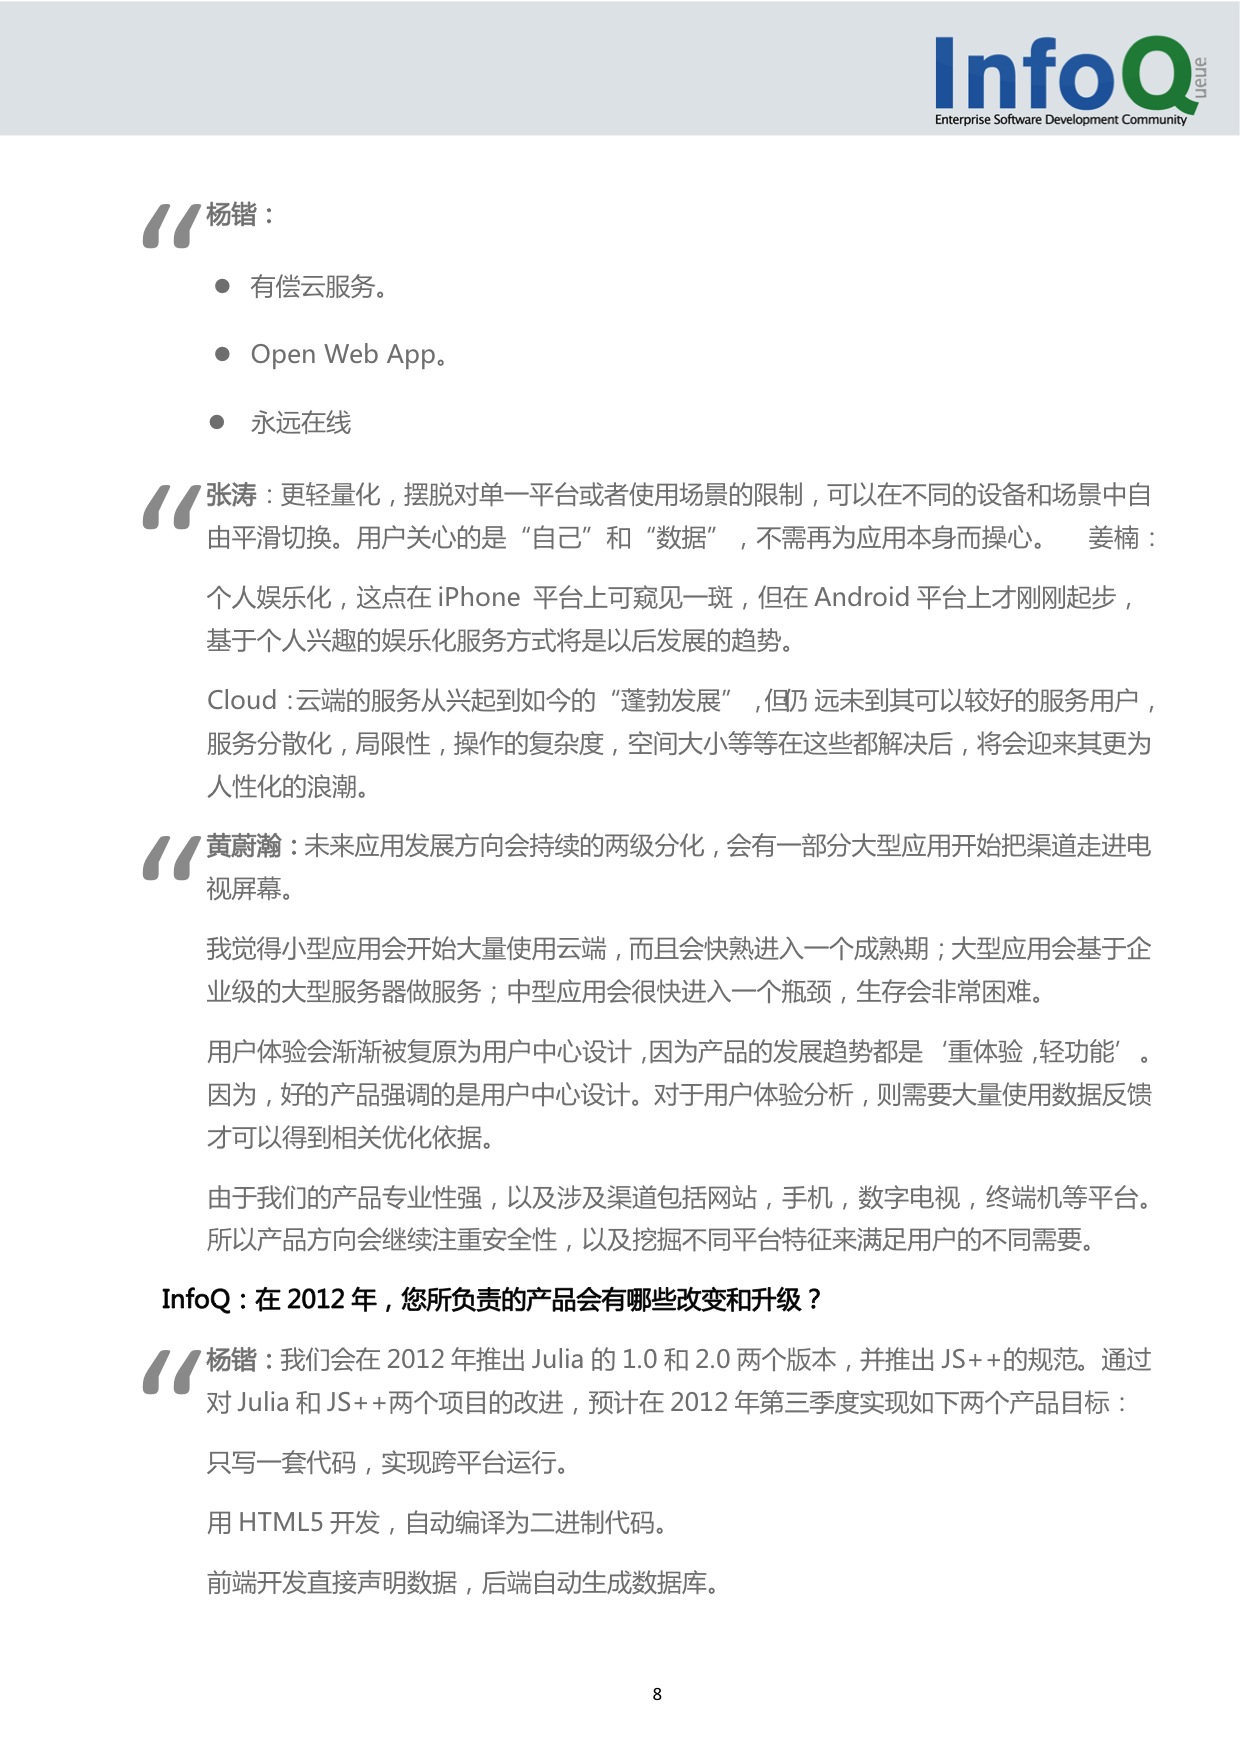 InfoQueue
Enterprise Software Development Community
“杨锴：
● 有偿云服务。
● Open Web App。
● 永远在线
“张涛：更轻量化，摆脱对单一平台或者使用场景的限制，可以在不同的设备和场景中自
由平滑切换。用户关心的是“自己”和“数据”，不需再为应用本身而操心。 姜楠：
个人娱乐化，这点在 iPhone 平台上可窥见一斑，但在 Android 平台上才刚刚起步，
基于个人兴趣的娱乐化服务方式将是以后发展的趋势。
Cloud：云端的服务从兴起到如今的“蓬勃发展”，但仍 远未到其可以较好的服务用户，
服务分散化，局限性，操作的复杂度，空间大小等等在这些都解决后，将会迎来其更为
人性化的浪潮。
“黄蔚瀚：未来应用发展方向会持续的两级分化，会有一部分大型应用开始把渠道走进电
视屏幕。
我觉得小型应用会开始大量使用云端，而且会快熟进入一个成熟期；大型应用会基于企
业级的大型服务器做服务；中型应用会很快进入一个瓶颈，生存会非常困难。
用户体验会渐渐被复原为用户中心设计，因为产品的发展趋势都是‘重体验，轻功能’。
因为，好的产品强调的是用户中心设计。对于用户体验分析，则需要大量使用数据反馈
才可以得到相关优化依据。
由于我们的产品专业性强，以及涉及渠道包括网站，手机，数字电视，终端机等平台。
所以产品方向会继续注重安全性，以及挖掘不同平台特征来满足用户的不同需要。
InfoQ：在 2012 年，您所负责的产品会有哪些改变和升级？
“杨锴：我们会在 2012 年推出 Julia 的 1.0 和 2.0 两个版本，并推出 JS++的规范。通过
对 Julia 和 JS++两个项目的改进，预计在 2012 年第三季度实现如下两个产品目标：
只写一套代码，实现跨平台运行。
用 HTML5 开发，自动编译为二进制代码。
前端开发直接声明数据，后端自动生成数据库。
8